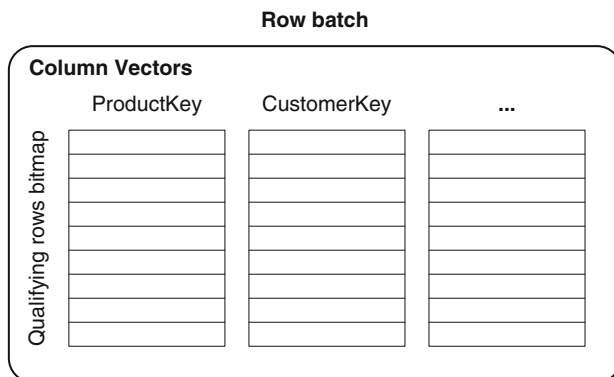 Row batch
Column Vectors
ProductKey CustomerKey ...
Qualifying rows bitmap